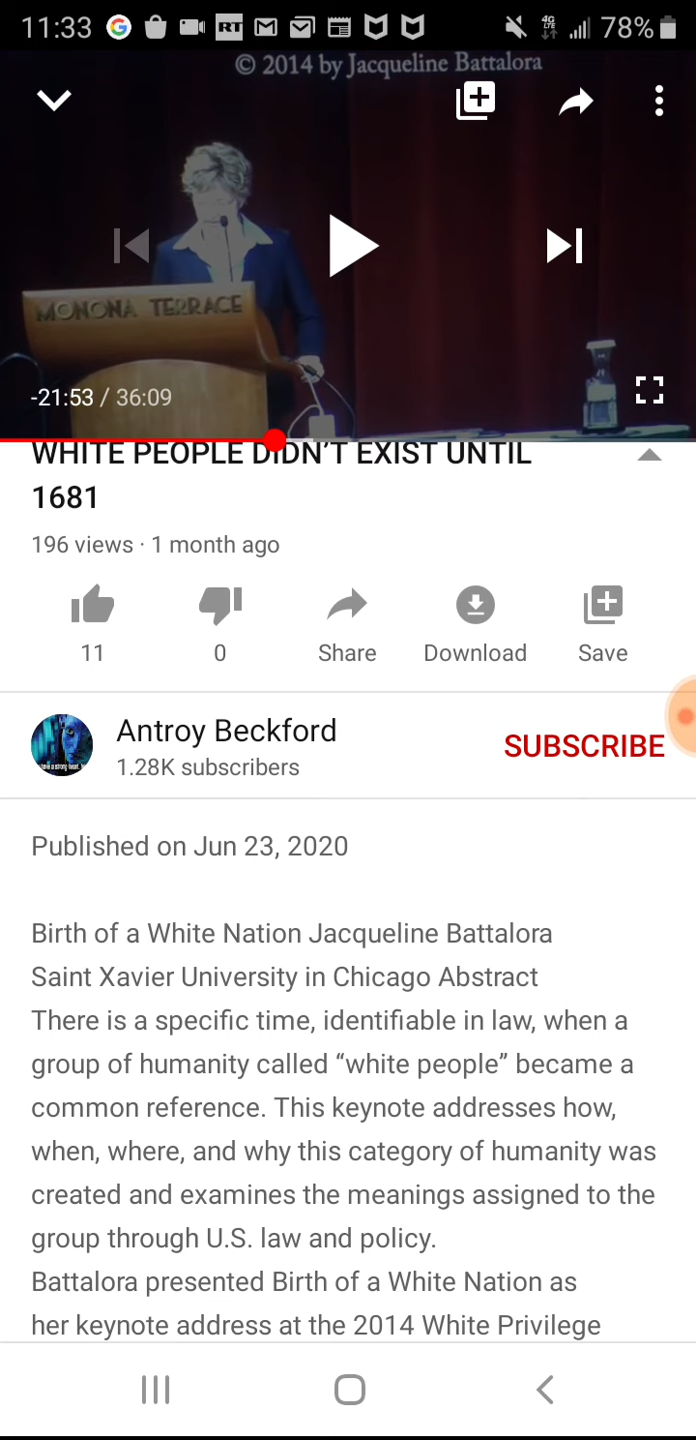 11:33 RT 4G LTE 78%
© 2014 by Jacqueline Battalora
MONONA TERRACE
-21:53 / 36:09
WHITE PEOPLE DIDN'T EXIST UNTIL
1681
196 views · 1 month ago
11 0 Share Download Save
Antroy Beckford
SUBSCRIBE
1.28K subscribers
Published on Jun 23, 2020
Birth of a White Nation Jacqueline Battalora
Saint Xavier University in Chicago Abstract
There is a specific time, identifiable in law, when a
group of humanity called “white people” became a
common reference. This keynote addresses how,
when, where, and why this category of humanity was
created and examines the meanings assigned to the
group through U.S. law and policy.
Battalora presented Birth of a White Nation as
her keynote address at the 2014 White Privilege